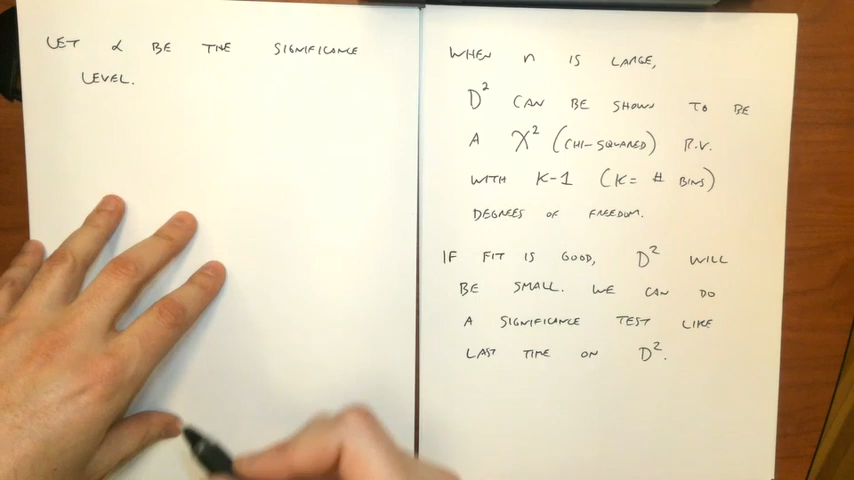 LET α BE THE SIGNIFICANCE
LEVEL.
WHEN n IS LARGE,
D² CAN BE SHOWN TO BE
A χ² (CHI-SQUARED) R.V.
WITH K-1 (K= # BINS)
DEGREES OF FREEDOM.
IF FIT IS GOOD, D² WILL
BE SMALL. WE CAN DO
A SIGNIFICANCE TEST LIKE
LAST TIME ON D².